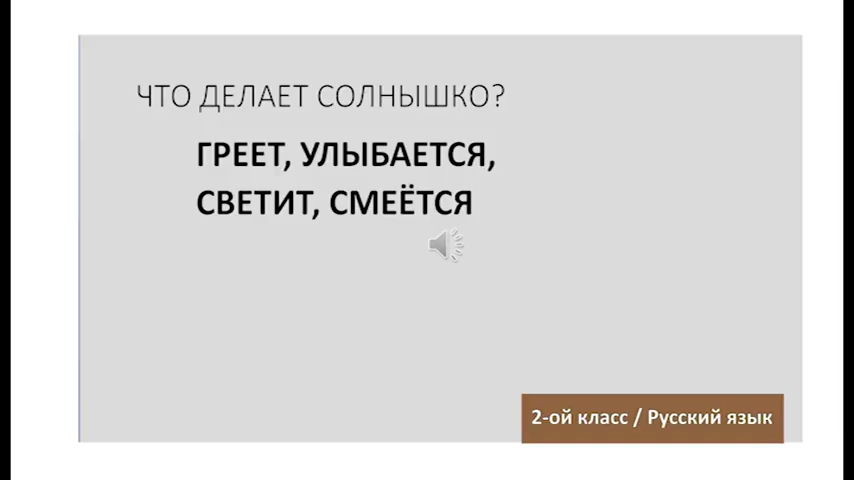 ЧТО ДЕЛАЕТ СОЛНЫШКО?
ГРЕЕТ, УЛЫБАЕТСЯ,
СВЕТИТ, СМЕЁТСЯ
2-ой класс / Русский язык